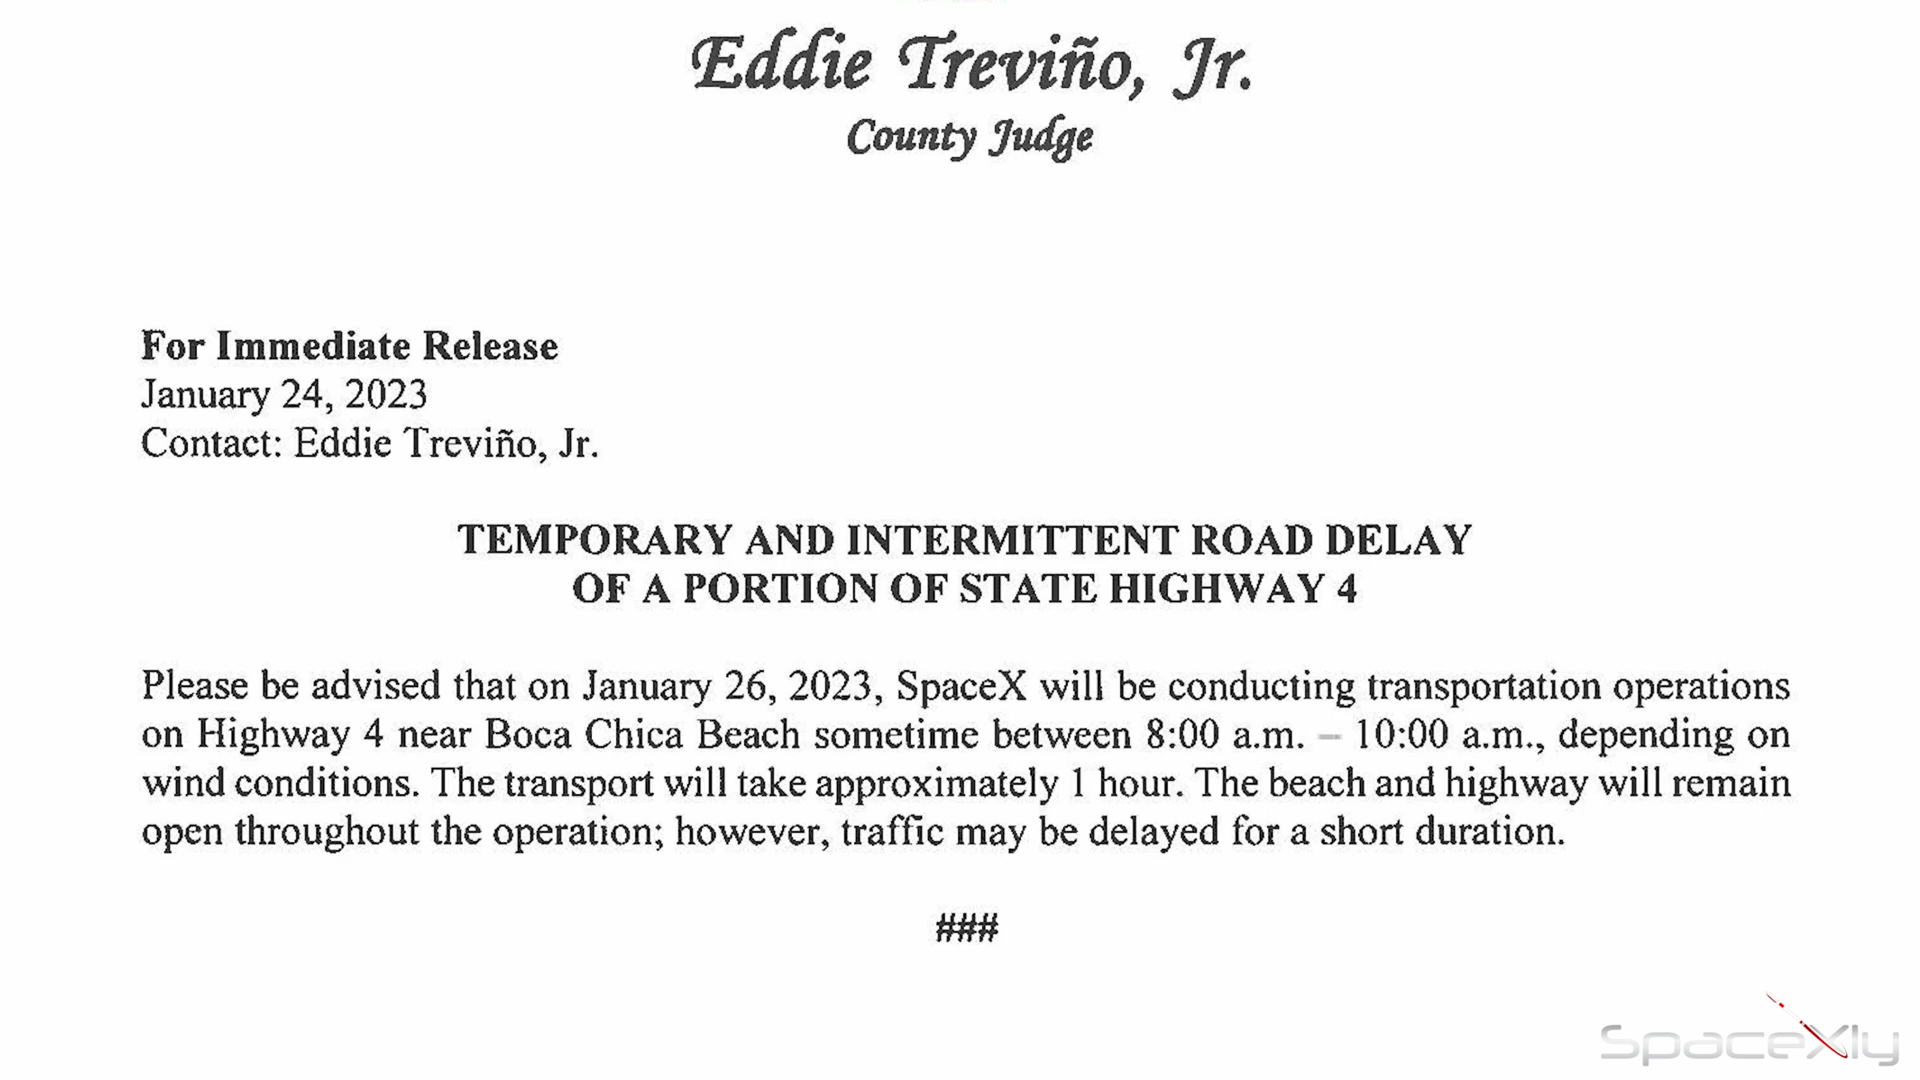 Eddie Treviño, Jr.
County Judge
For Immediate Release
January 24, 2023
Contact: Eddie Treviño, Jr.
TEMPORARY AND INTERMITTENT ROAD DELAY
OF A PORTION OF STATE HIGHWAY 4
Please be advised that on January 26, 2023, SpaceX will be conducting transportation operations
on Highway 4 near Boca Chica Beach sometime between 8:00 a.m. – 10:00 a.m., depending on
wind conditions. The transport will take approximately 1 hour. The beach and highway will remain
open throughout the operation; however, traffic may be delayed for a short duration.
###
SpaceXly